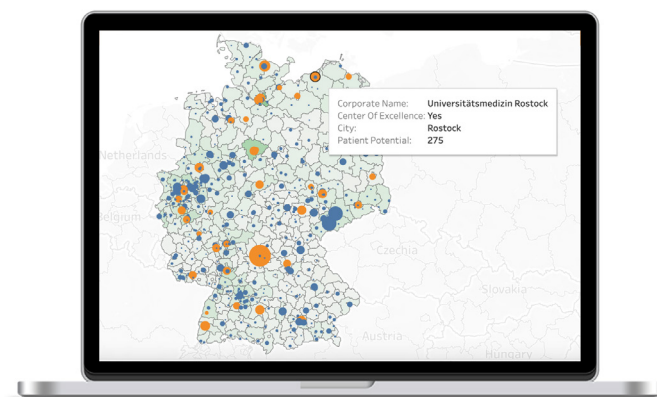 Corporate Name: Universitätsmedizin Rostock
Center Of Excellence: Yes
City: Rostock
Patient Potential: 275
Netherlands
Belgium
Czechia
Slovakia
Austria
Hungary